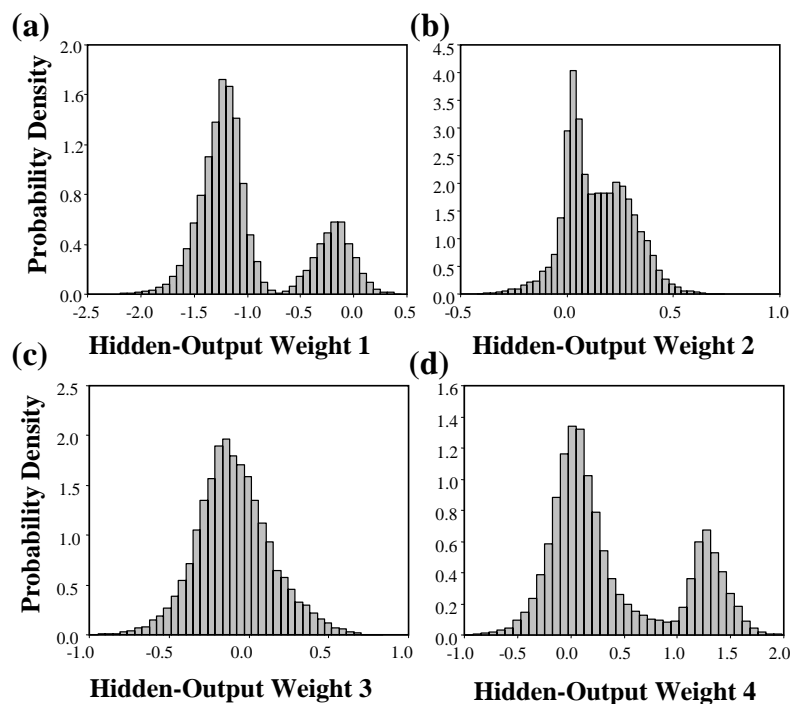 (a)
2.0
1.6
1.2
0.8
0.4
0.0
-2.5 -2.0 -1.5 -1.0 -0.5 0.0 0.5
Probability Density
Hidden-Output Weight 1
(b)
4.5
4.0
3.5
3.0
2.5
2.0
1.5
1.0
0.5
0.0
-0.5 0.0 0.5 1.0
Hidden-Output Weight 2
(c)
2.5
2.0
1.5
1.0
0.5
0.0
-1.0 -0.5 0.0 0.5 1.0
Probability Density
Hidden-Output Weight 3
(d)
1.6
1.4
1.2
1.0
0.8
0.6
0.4
0.2
0.0
-1.0 -0.5 0.0 0.5 1.0 1.5 2.0
Hidden-Output Weight 4